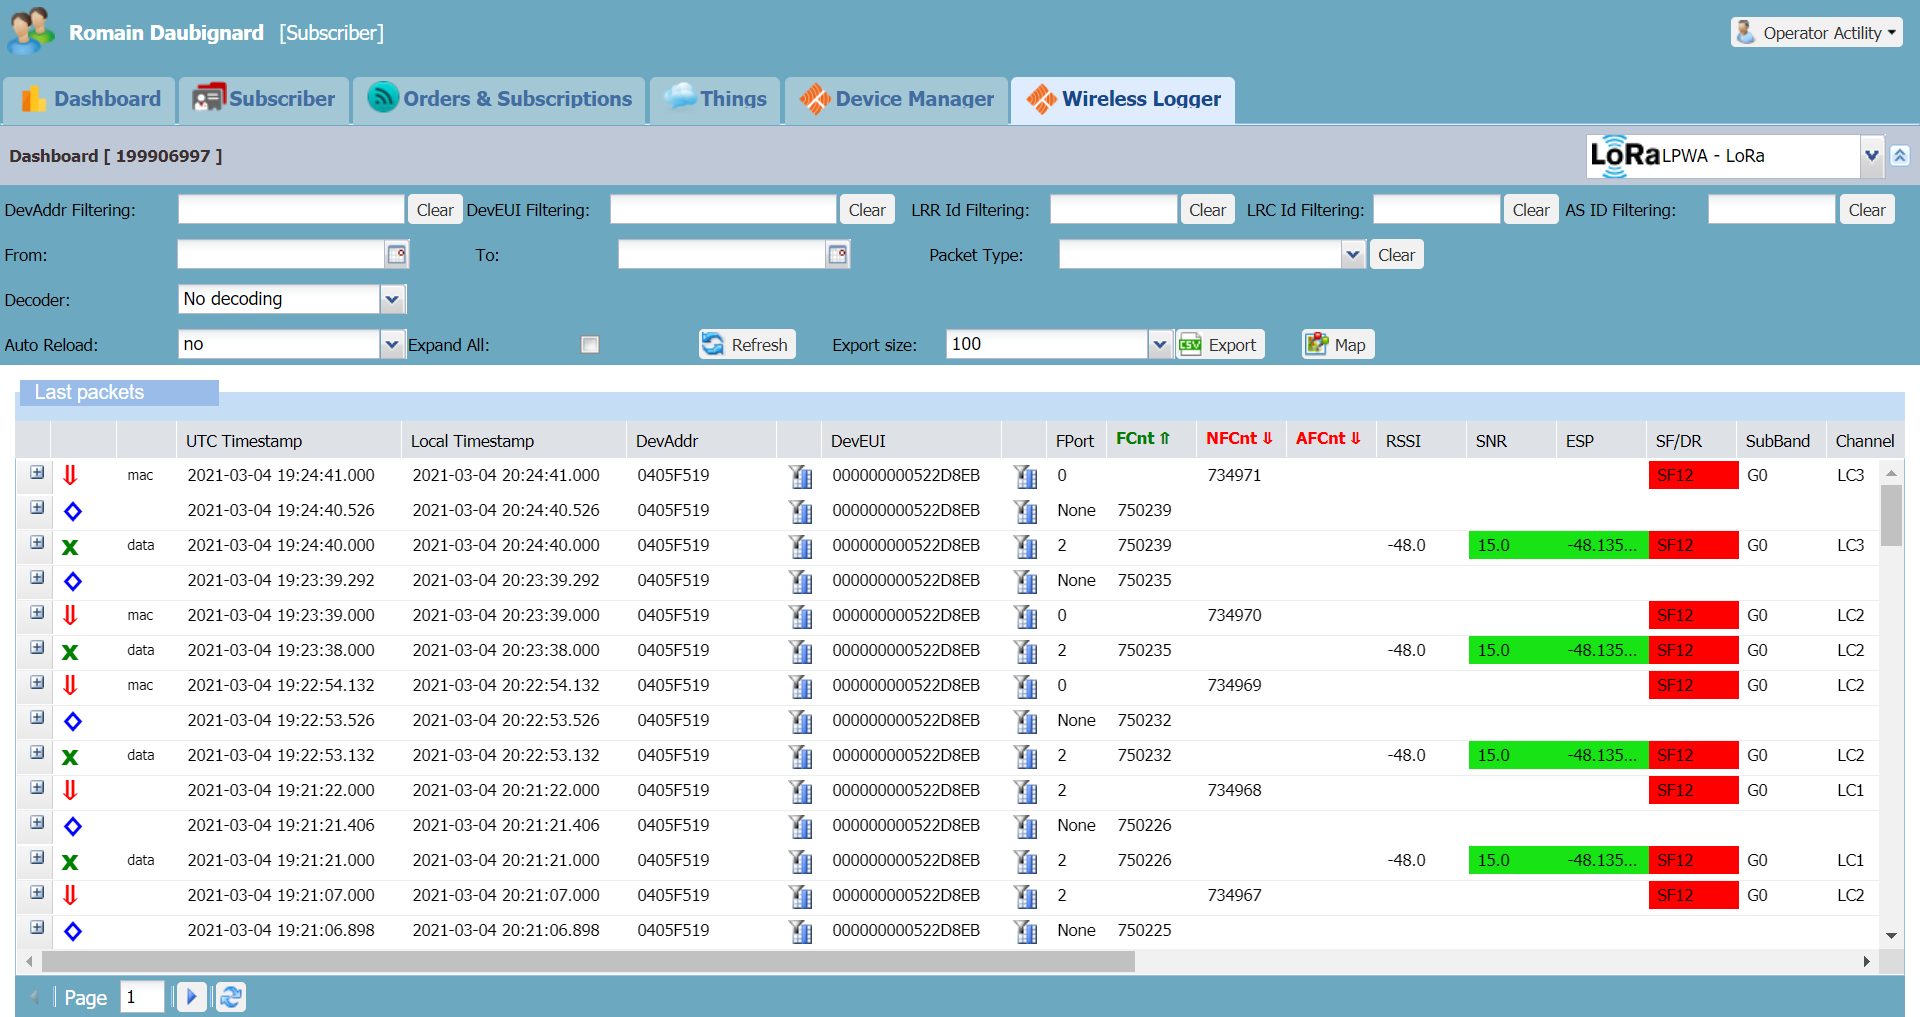 Romain Daubignard [Subscriber] Operator Actility
Dashboard Subscriber Orders & Subscriptions Things Device Manager Wireless Logger
Dashboard [ 199906997 ] LoRa LPWA - LoRa
DevAddr Filtering: Clear DevEUI Filtering: Clear LRR Id Filtering: Clear LRC Id Filtering: Clear AS ID Filtering: Clear
From: To: Packet Type: Clear
Decoder: No decoding
Auto Reload: no Expand All: Refresh Export size: 100 CSV Export Map
Last packets
UTC Timestamp Local Timestamp DevAddr DevEUI FPort FCnt ⇑ NFCnt ⇓ AFCnt ⇓ RSSI SNR ESP SF/DR SubBand Channel
mac 2021-03-04 19:24:41.000 2021-03-04 20:24:41.000 0405F519 000000000522D8EB 0 734971 SF12 G0 LC3
2021-03-04 19:24:40.526 2021-03-04 20:24:40.526 0405F519 000000000522D8EB None 750239
data 2021-03-04 19:24:40.000 2021-03-04 20:24:40.000 0405F519 000000000522D8EB 2 750239 -48.0 15.0 -48.135... SF12 G0 LC3
2021-03-04 19:23:39.292 2021-03-04 20:23:39.292 0405F519 000000000522D8EB None 750235
mac 2021-03-04 19:23:39.000 2021-03-04 20:23:39.000 0405F519 000000000522D8EB 0 734970 SF12 G0 LC2
data 2021-03-04 19:23:38.000 2021-03-04 20:23:38.000 0405F519 000000000522D8EB 2 750235 -48.0 15.0 -48.135... SF12 G0 LC2
mac 2021-03-04 19:22:54.132 2021-03-04 20:22:54.132 0405F519 000000000522D8EB 0 734969 SF12 G0 LC2
2021-03-04 19:22:53.526 2021-03-04 20:22:53.526 0405F519 000000000522D8EB None 750232
data 2021-03-04 19:22:53.132 2021-03-04 20:22:53.132 0405F519 000000000522D8EB 2 750232 -48.0 15.0 -48.135... SF12 G0 LC2
2021-03-04 19:21:22.000 2021-03-04 20:21:22.000 0405F519 000000000522D8EB 2 734968 SF12 G0 LC1
2021-03-04 19:21:21.406 2021-03-04 20:21:21.406 0405F519 000000000522D8EB None 750226
data 2021-03-04 19:21:21.000 2021-03-04 20:21:21.000 0405F519 000000000522D8EB 2 750226 -48.0 15.0 -48.135... SF12 G0 LC1
2021-03-04 19:21:07.000 2021-03-04 20:21:07.000 0405F519 000000000522D8EB 2 734967 SF12 G0 LC2
2021-03-04 19:21:06.898 2021-03-04 20:21:06.898 0405F519 000000000522D8EB None 750225
Page 1